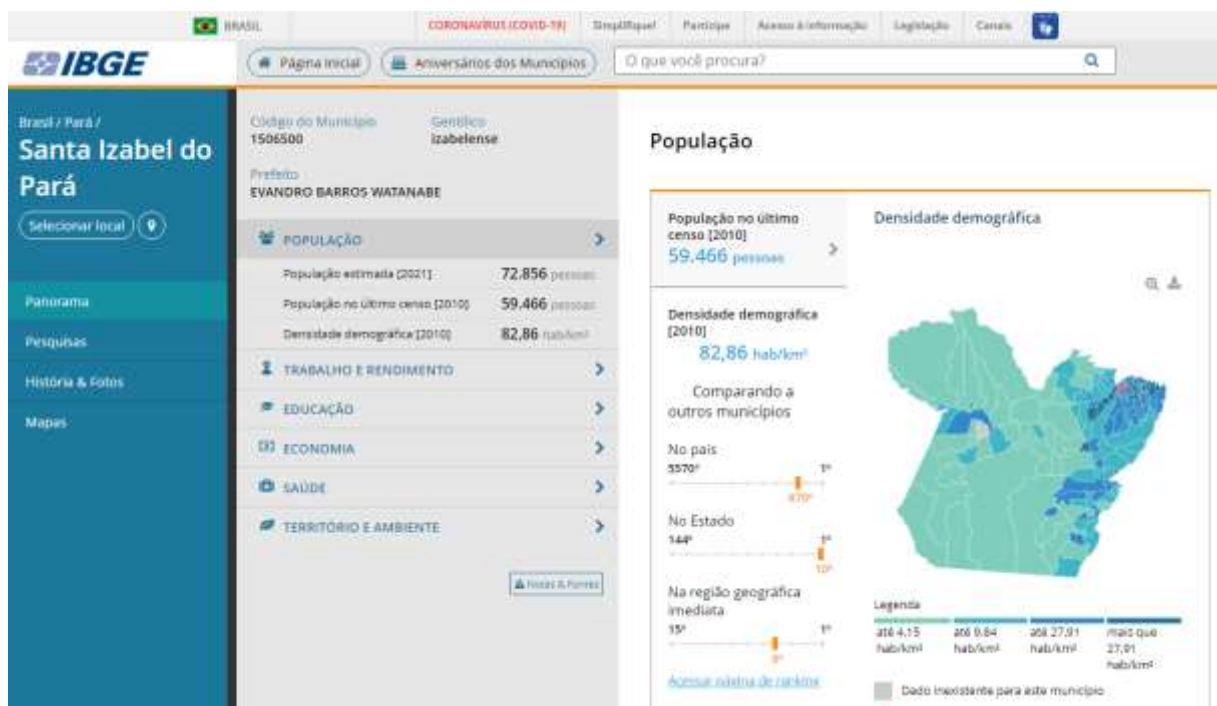 BRASIL
CORONAVÍRUS (COVID-19)
Simplifique!
Participe
Acesso à informação
Legislação
Canais
IBGE
Página Inicial
Aniversários dos Municípios
O que você procura?
Brasil / Pará /
Santa Izabel do
Pará
Selecionar local
Panorama
Pesquisas
História & Fotos
Mapas
Código do Município
Gentílico
1506500
izabelense
Prefeito
EVANDRO BARROS WATANABE
POPULAÇÃO
População estimada [2021] 72.856 pessoas
População no último censo [2010] 59.466 pessoas
Densidade demográfica [2010] 82,86 hab/km²
TRABALHO E RENDIMENTO
EDUCAÇÃO
ECONOMIA
SAÚDE
TERRITÓRIO E AMBIENTE
Notas & Fontes
População
População no último
censo [2010]
59.466 pessoas
Densidade demográfica
[2010]
82,86 hab/km²
Comparando a
outros municípios
No país
5570º 1º
No Estado
144º 1º
10º
Na região geográfica
imediata
15º 1º
Acessar página de ranking
Densidade demográfica
Legenda
até 4,15
hab/km²
até 9,84
hab/km²
até 27,91
hab/km²
mais que
27,91
hab/km²
Dado inexistente para este município